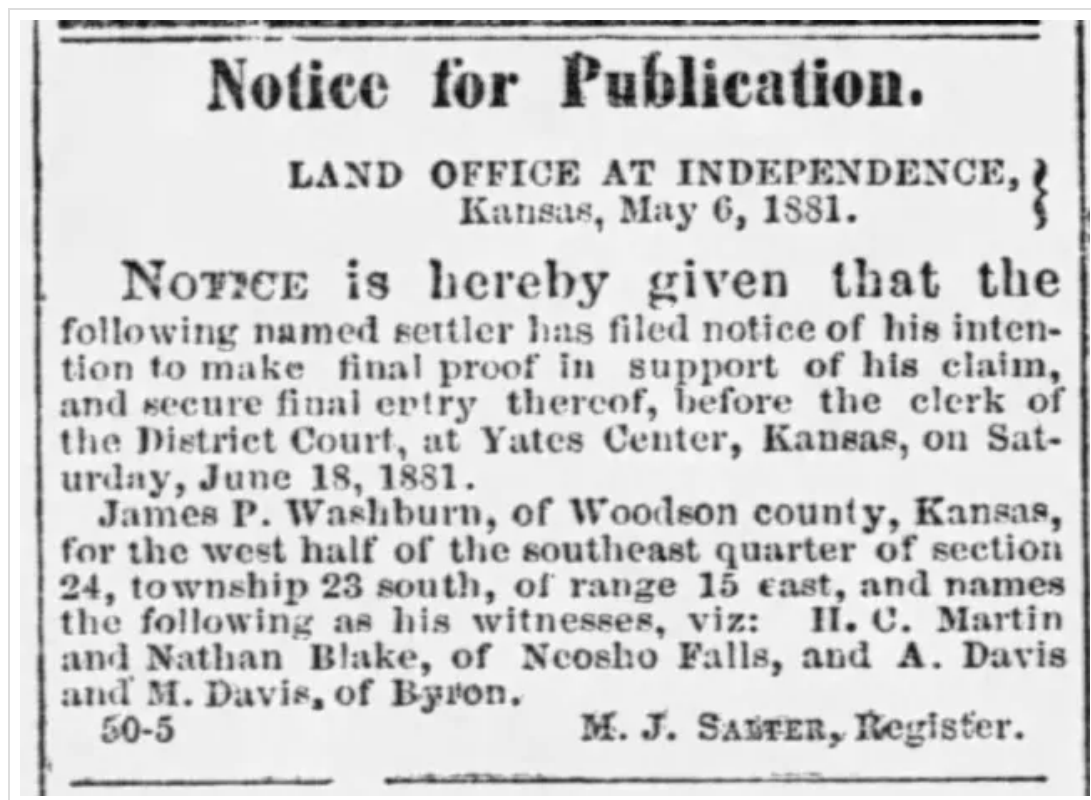 Notice for Publication.
LAND OFFICE AT INDEPENDENCE,
Kansas, May 6, 1881.
NOTICE is hereby given that the
following named settler has filed notice of his inten-
tion to make final proof in support of his claim,
and secure final entry thereof, before the clerk of
the District Court, at Yates Center, Kansas, on Sat-
urday, June 18, 1881.
James P. Washburn, of Woodson county, Kansas,
for the west half of the southeast quarter of section
24, township 23 south, of range 15 east, and names
the following as his witnesses, viz: H. C. Martin
and Nathan Blake, of Neosho Falls, and A. Davis
and M. Davis, of Byron.
50-5 M. J. SALTER, Register.